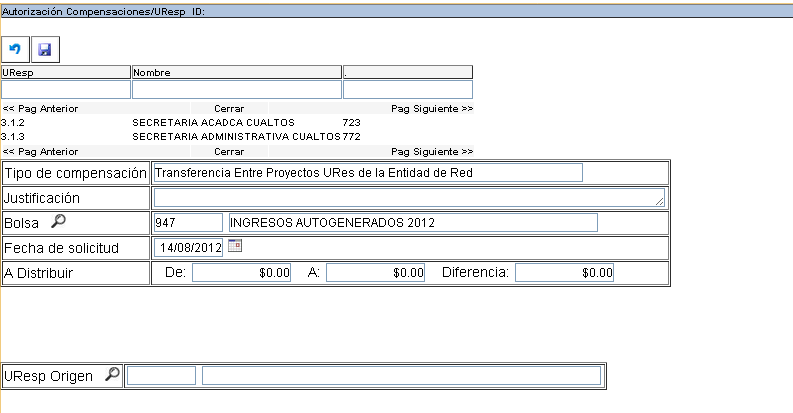 Autorización Compensaciones/UResp ID:
UResp Nombre .
<< Pag Anterior Cerrar Pag Siguiente >>
3.1.2 SECRETARIA ACADCA CUALTOS 723
3.1.3 SECRETARIA ADMINISTRATIVA CUALTOS 772
<< Pag Anterior Cerrar Pag Siguiente >>
Tipo de compensación Transferencia Entre Proyectos URes de la Entidad de Red
Justificación
Bolsa 947 INGRESOS AUTOGENERADOS 2012
Fecha de solicitud 14/08/2012
A Distribuir De: $0.00 A: $0.00 Diferencia: $0.00
UResp Origen